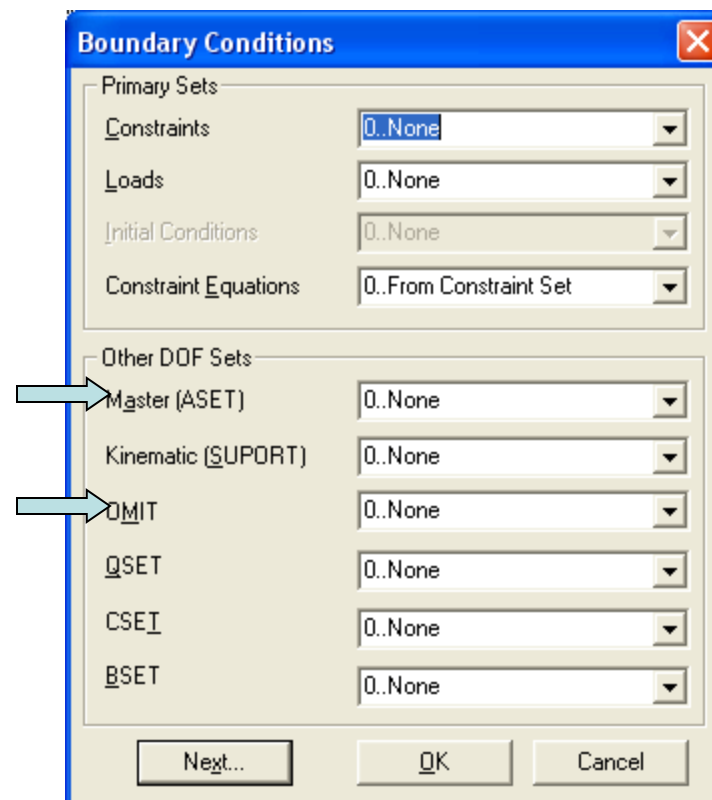 Boundary Conditions
Primary Sets
Constraints 0..None
Loads 0..None
Initial Conditions 0..None
Constraint Equations 0..From Constraint Set
Other DOF Sets
Master (ASET) 0..None
Kinematic (SUPORT) 0..None
OMIT 0..None
QSET 0..None
CSET 0..None
BSET 0..None
Next... OK Cancel